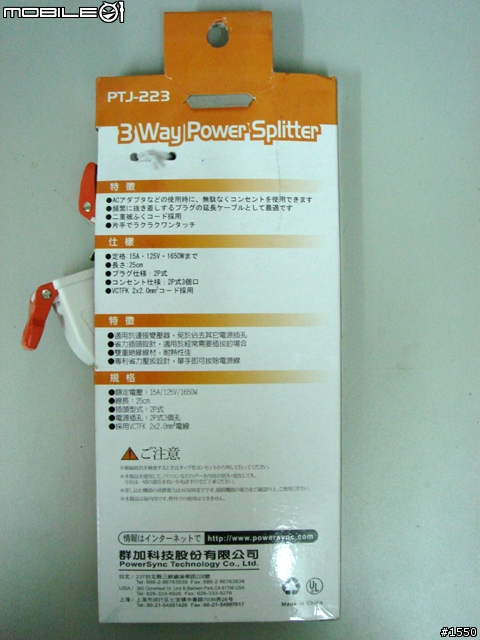 MOBILE01
PTJ-223
3 Way Power Splitter
特徴
●ACアダプタなどの使用時に、無駄なくコンセントを使用できます
●頻繁に抜き差しするプラグの延長ケーブルとして最適です
●二重被ふくコード採用
●片手でラクラクワンタッチ
仕様
●定格:15A・125V・1650Wまで
●長さ:25cm
●プラグ仕様:2P式
●コンセント仕様:2P式3個口
●VCTFK 2x2.0mm²コード採用
特徵
●適用於連接變壓器,免於佔去其它電源插孔
●省力插頭設計,適用於經常需要插拔的場合
●雙重絕緣線材,耐熱性佳
●專利省力壓扳設計,單手即可拔除電源線
規格
●額定電壓:15A/125V/1650W
●線長:25cm
●插頭型式:2P式
●電源插孔:2P式3個孔
●採用VCTFK 2x2.0mm²電線
ご注意
情報はインターネットで http://www.powersync.com
群加科技股份有限公司
PowerSync Technology Co., Ltd.
UL
Made in China
#1550